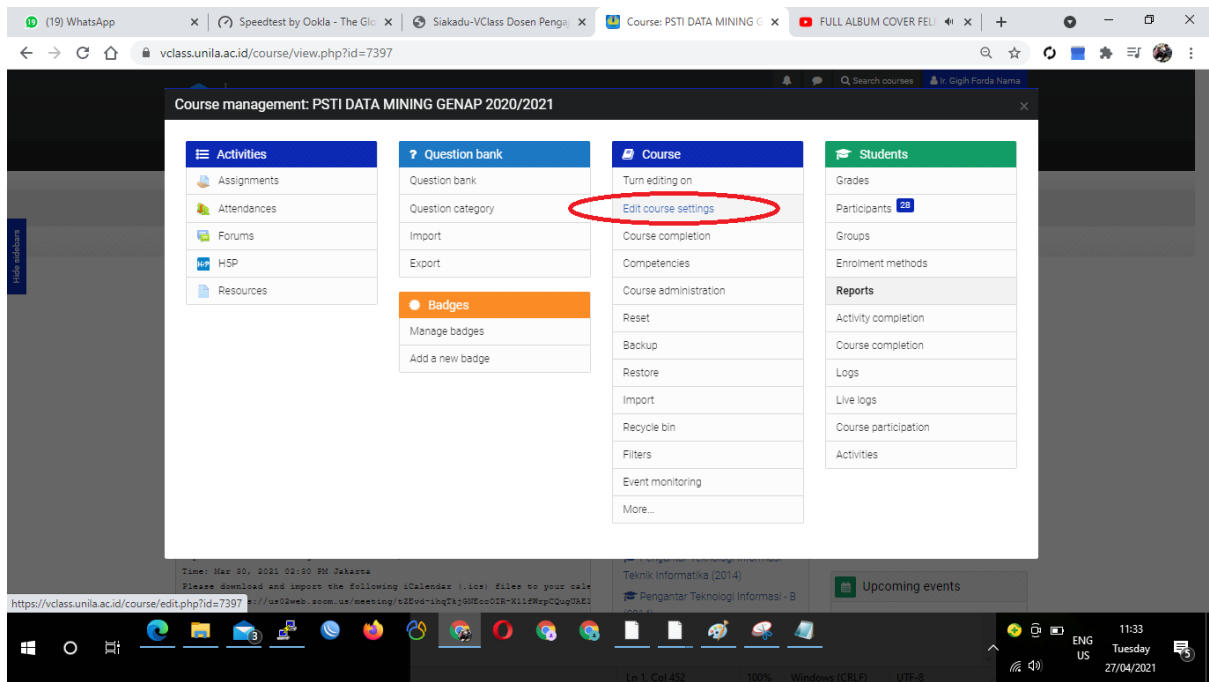 (19) WhatsApp
Speedtest by Ookla - The Glo
Siakadu-VClass Dosen Pengaj
Course: PSTI DATA MINING G
FULL ALBUM COVER FELI
vclass.unila.ac.id/course/view.php?id=7397
Search courses
Ir. Gigih Forda Nama
Course management: PSTI DATA MINING GENAP 2020/2021
Hide sidebars
Activities
Assignments
Attendances
Forums
H5P
Resources
? Question bank
Question bank
Question category
Import
Export
Badges
Manage badges
Add a new badge
Course
Turn editing on
Edit course settings
Course completion
Competencies
Course administration
Reset
Backup
Restore
Import
Recycle bin
Filters
Event monitoring
More...
Students
Grades
Participants 28
Groups
Enrolment methods
Reports
Activity completion
Course completion
Logs
Live logs
Course participation
Activities
Time: Mar 30, 2021 02:30 PM Jakarta
Please download and import the following iCalendar (.ics) files to your cale
Teknik Informatika (2014)
Pengantar Teknologi Informasi - B
Upcoming events
https://vclass.unila.ac.id/course/edit.php?id=7397
Ln 1, Col 452 100% Windows (CRLF) UTF-8
3
ENG
US
11:33
Tuesday
27/04/2021
5